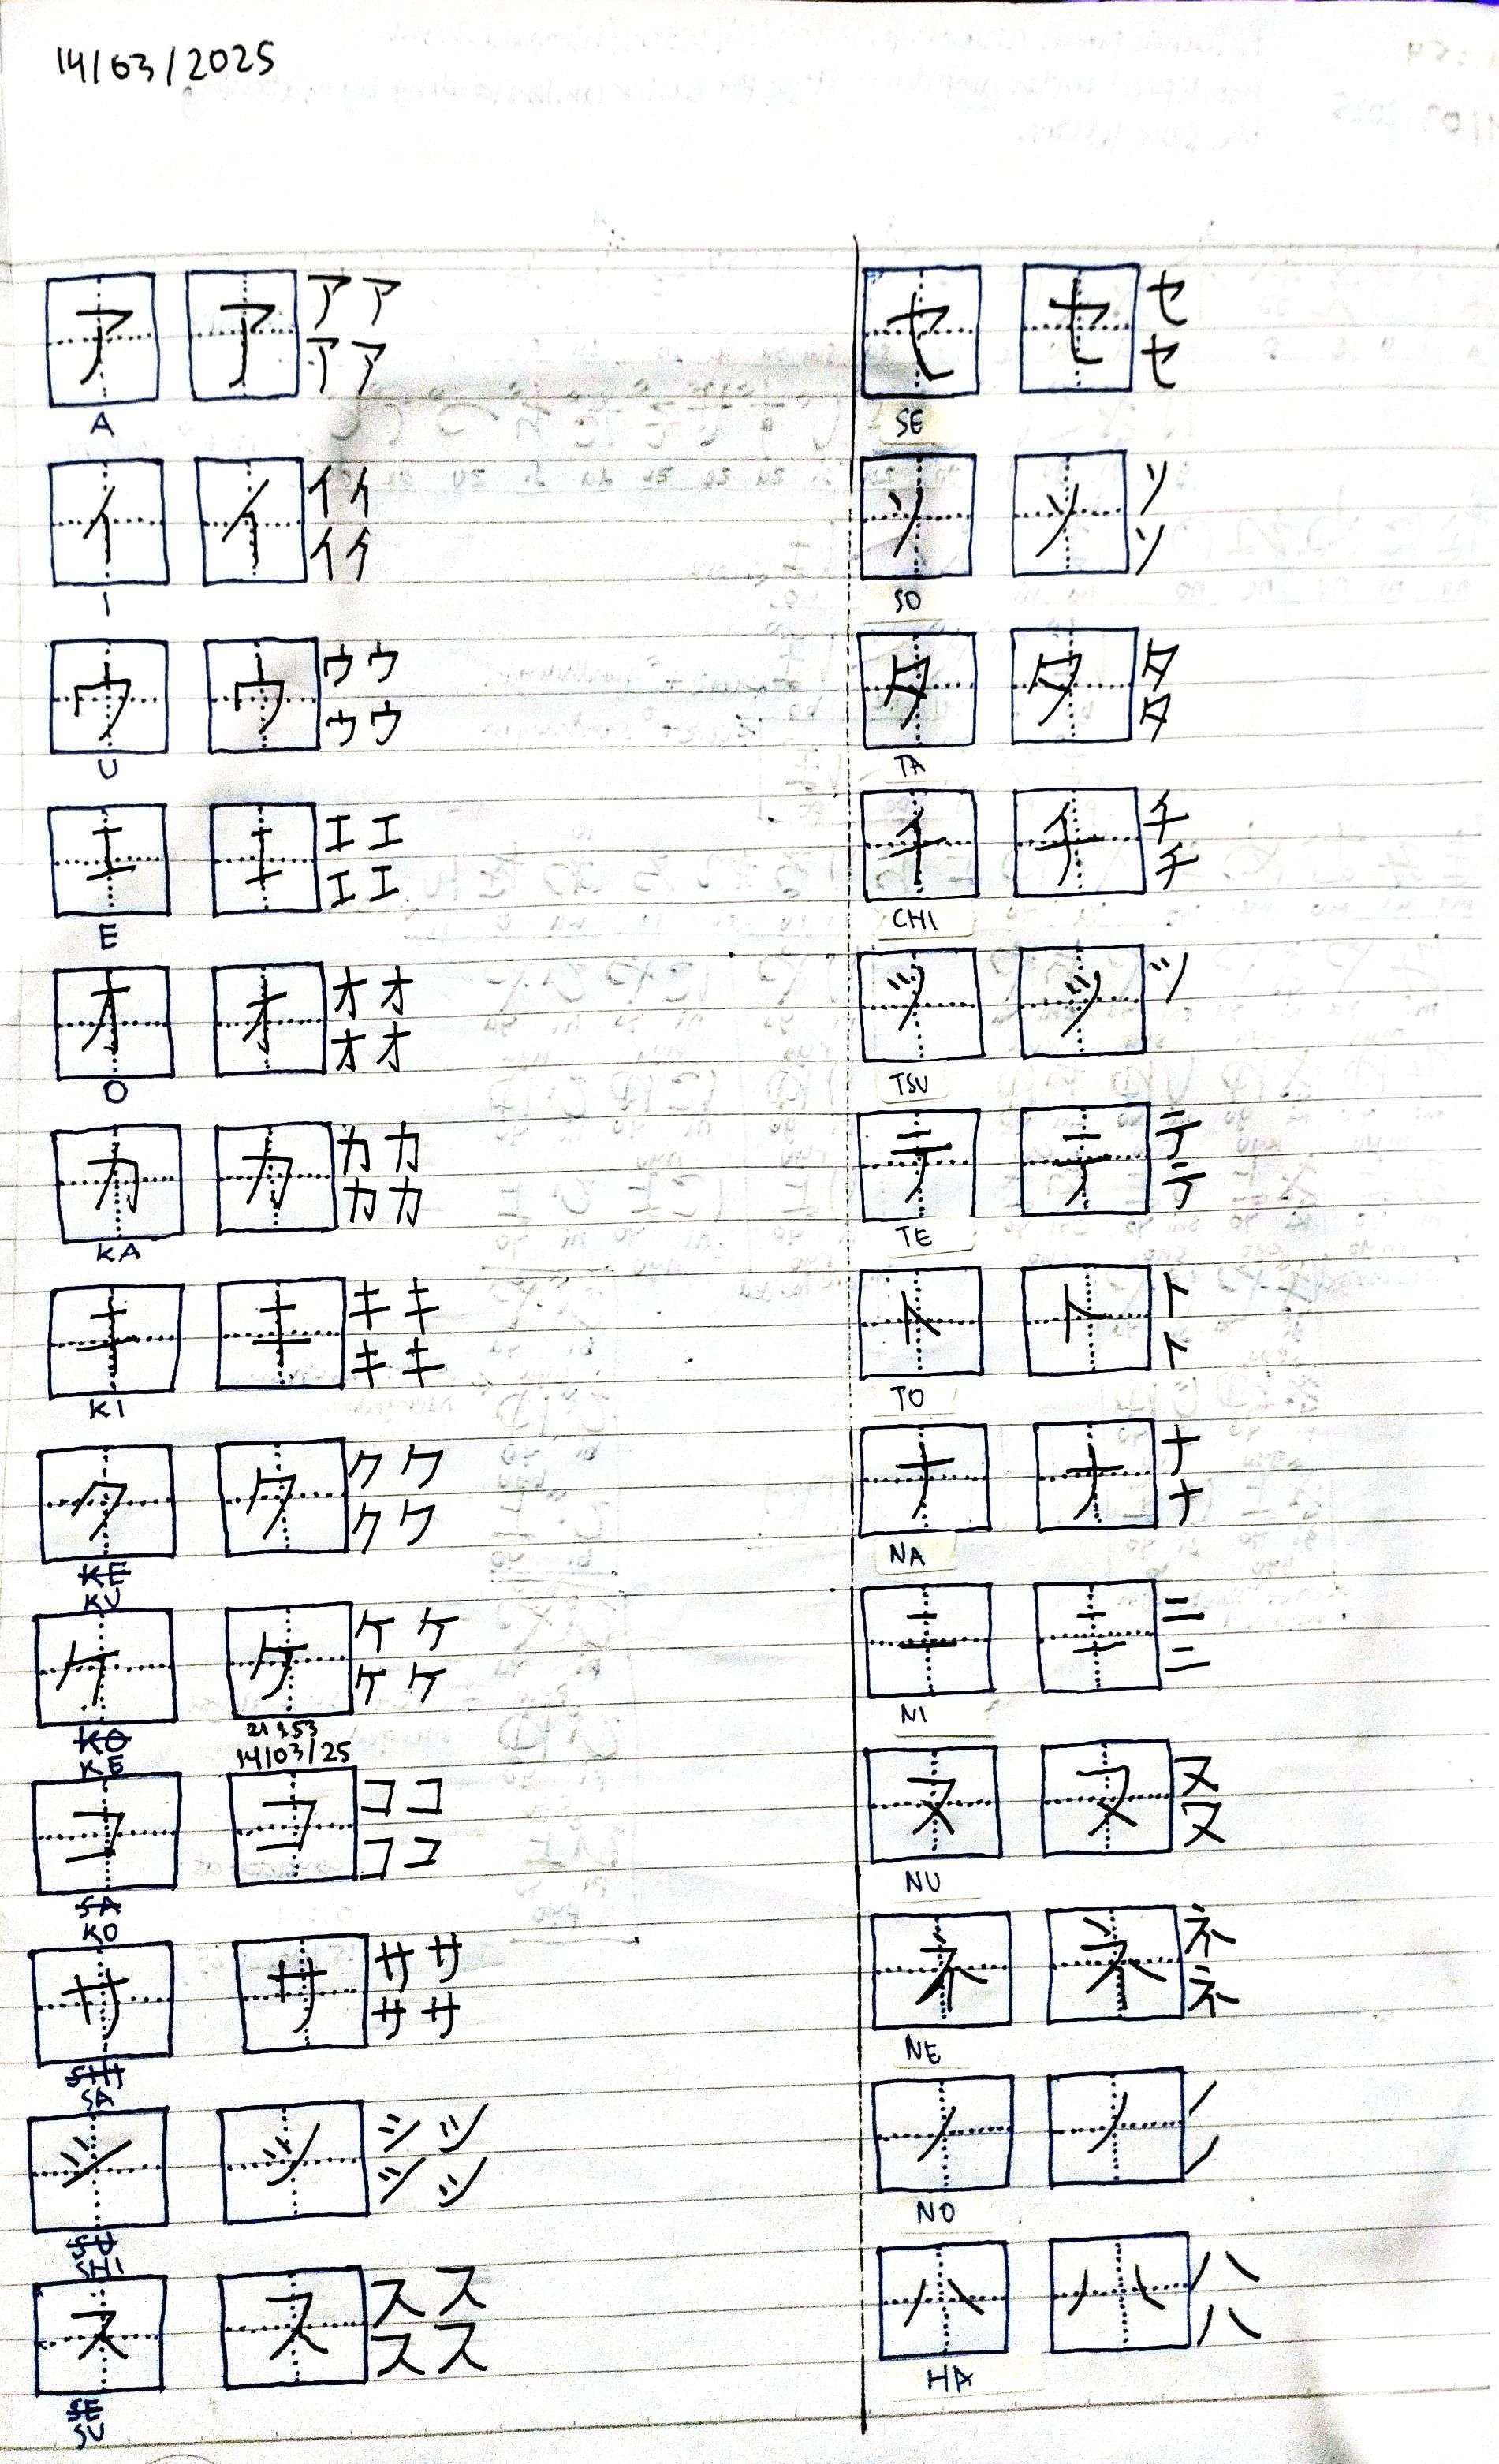 14/03/2025
ア ア ア ア
ア ア
A
イ イ イ イ
イ イ
I
ウ ウ ウ ウ
ウ ウ
U
エ エ エ エ
エ エ
E
オ オ オ オ
オ オ
O
カ カ カ カ
カ カ
KA
キ キ キ キ
キ キ
KI
ク ク ク ク
ク ク
KE
KU
ケ ケ ケ ケ
ケ ケ
KO 21:53
KE 14/03/25
コ コ コ コ
コ コ
SA
KO
サ サ サ サ
サ サ
SHI
SA
シ シ シ シ
シ シ
SU
SHI
ス ス ス ス
ス ス
SE
SU
セ セ セ
セ
SE
ソ ソ ソ
ソ
SO
タ タ タ
タ
TA
チ チ チ
チ
CHI
ツ ツ ツ
TSU
テ テ テ
テ
TE
ト ト ト
ト
TO
ナ ナ ナ
ナ
NA
ニ ニ ニ
ニ
NI
ヌ ヌ ヌ
ヌ
NU
ネ ネ ネ
ネ
NE
ノ ノ ノ
ノ
NO
ハ ハ ハ
ハ
HA